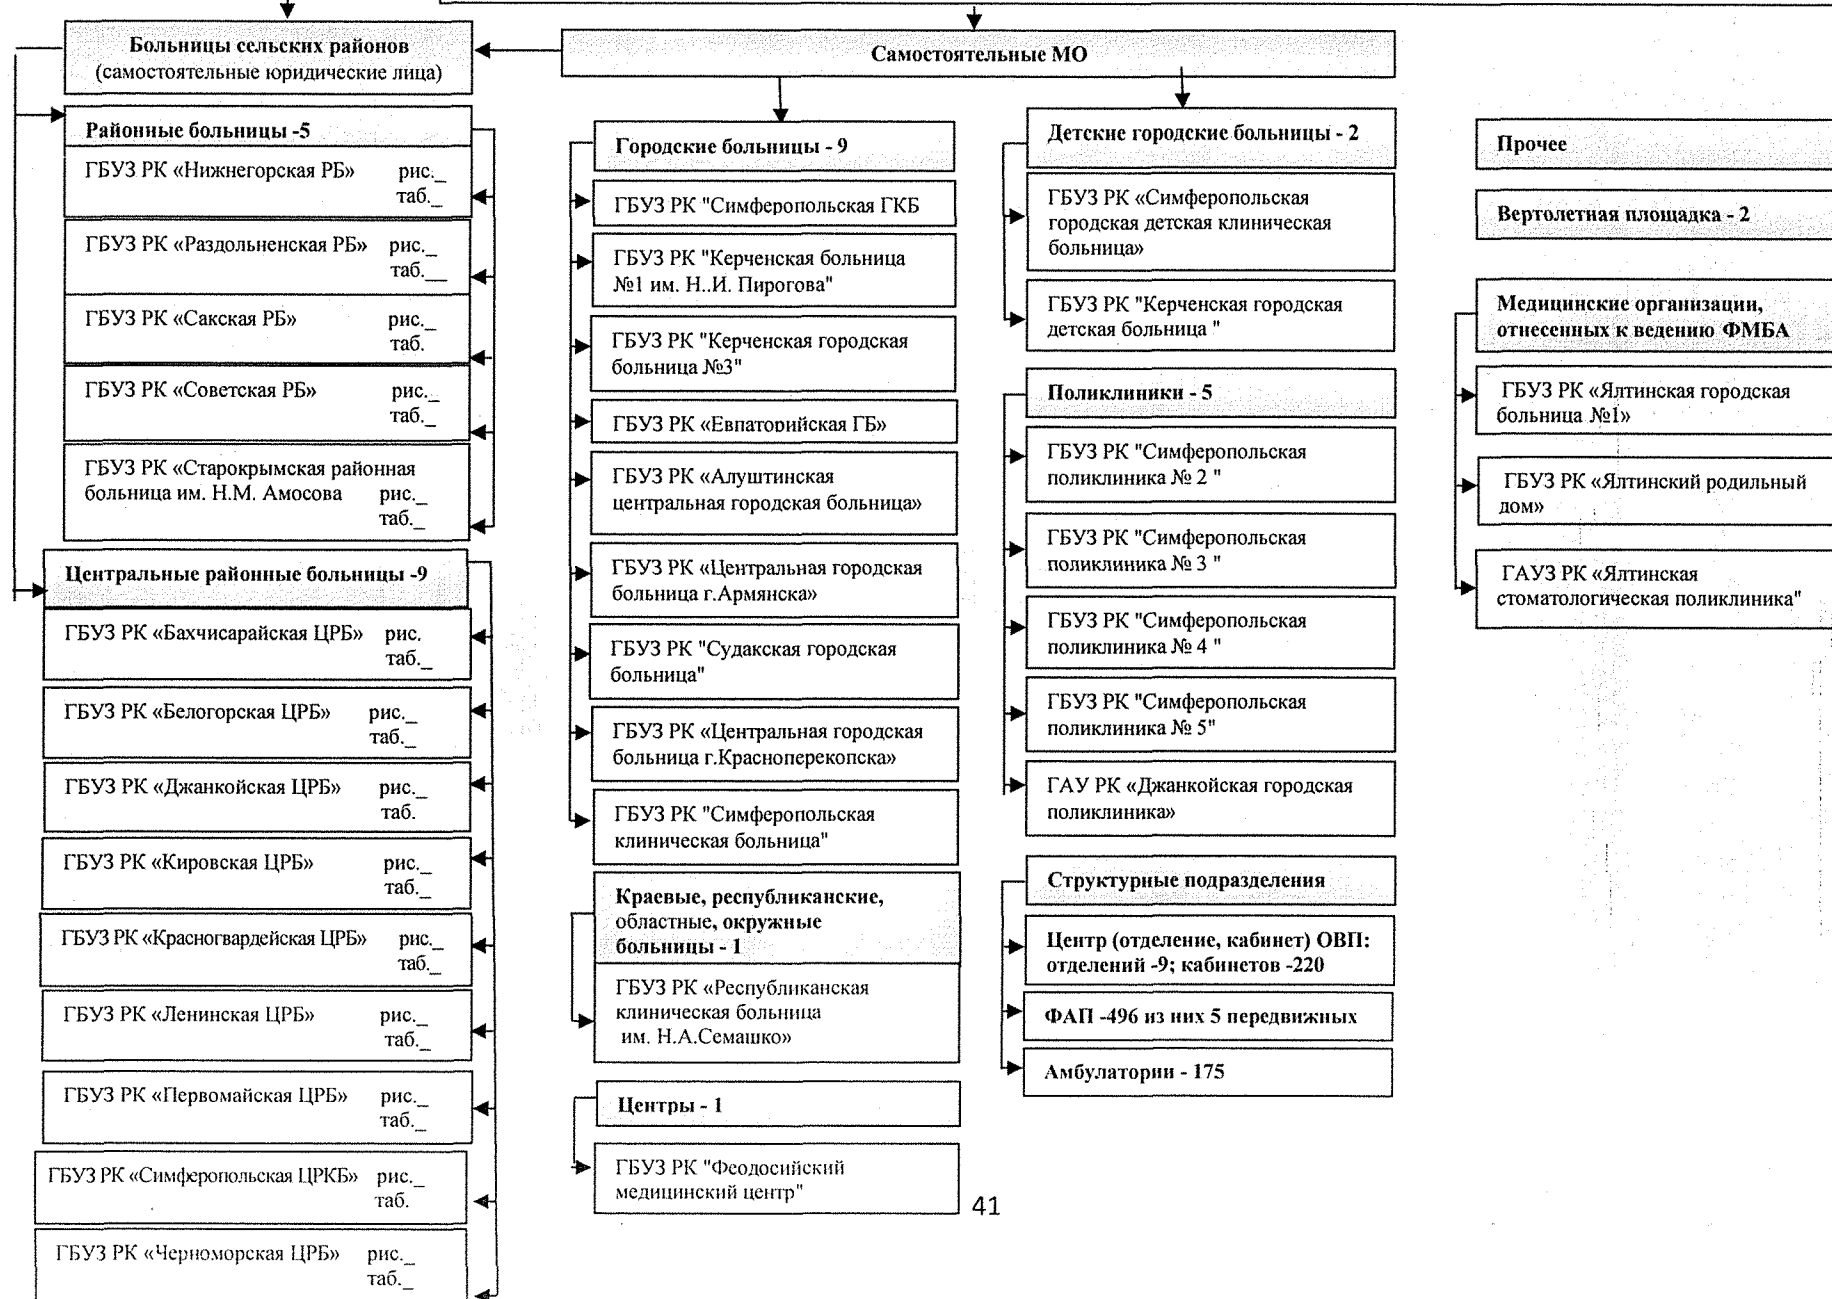 Больницы сельских районов
(самостоятельные юридические лица)
Районные больницы -5
ГБУЗ РК «Нижнегорская РБ» рис._
таб._
ГБУЗ РК «Раздольненская РБ» рис._
таб.__
ГБУЗ РК «Сакская РБ» рис._
таб.
ГБУЗ РК «Советская РБ» рис._
таб._
ГБУЗ РК «Старокрымская районная
больница им. Н.М. Амосова рис._
таб._
Центральные районные больницы -9
ГБУЗ РК «Бахчисарайская ЦРБ» рис.
таб._
ГБУЗ РК «Белогорская ЦРБ» рис._
таб._
ГБУЗ РК «Джанкойская ЦРБ» рис._
таб.
ГБУЗ РК «Кировская ЦРБ» рис._
таб._
ГБУЗ РК «Красногвардейская ЦРБ» рис._
таб._
ГБУЗ РК «Ленинская ЦРБ» рис._
таб._
ГБУЗ РК «Первомайская ЦРБ» рис._
таб._
ГБУЗ РК «Симферопольская ЦРКБ» рис._
таб.
ГБУЗ РК «Черноморская ЦРБ» рис._
таб._
Самостоятельные МО
Городские больницы - 9
ГБУЗ РК "Симферопольская ГКБ
ГБУЗ РК "Керченская больница
№1 им. Н..И. Пирогова"
ГБУЗ РК "Керченская городская
больница №3"
ГБУЗ РК «Евпаторийская ГБ»
ГБУЗ РК «Алуштинская
центральная городская больница»
ГБУЗ РК «Центральная городская
больница г.Армянска»
ГБУЗ РК "Судакская городская
больница"
ГБУЗ РК «Центральная городская
больница г.Красноперекопска»
ГБУЗ РК "Симферопольская
клиническая больница"
Краевые, республиканские,
областные, окружные
больницы - 1
ГБУЗ РК «Республиканская
клиническая больница
им. Н.А.Семашко»
Центры - 1
ГБУЗ РК "Феодосийский
медицинский центр"
Детские городские больницы - 2
ГБУЗ РК «Симферопольская
городская детская клиническая
больница»
ГБУЗ РК "Керченская городская
детская больница "
Поликлиники - 5
ГБУЗ РК "Симферопольская
поликлиника № 2 "
ГБУЗ РК "Симферопольская
поликлиника № 3 "
ГБУЗ РК "Симферопольская
поликлиника № 4 "
ГБУЗ РК "Симферопольская
поликлиника № 5"
ГАУ РК «Джанкойская городская
поликлиника»
Структурные подразделения
Центр (отделение, кабинет) ОВП:
отделений -9; кабинетов -220
ФАП -496 из них 5 передвижных
Амбулатории - 175
Прочее
Вертолетная площадка - 2
Медицинские организации,
отнесенных к ведению ФМБА
ГБУЗ РК «Ялтинская городская
больница №1»
ГБУЗ РК «Ялтинский родильный
дом»
ГАУЗ РК «Ялтинская
стоматологическая поликлиника"
41